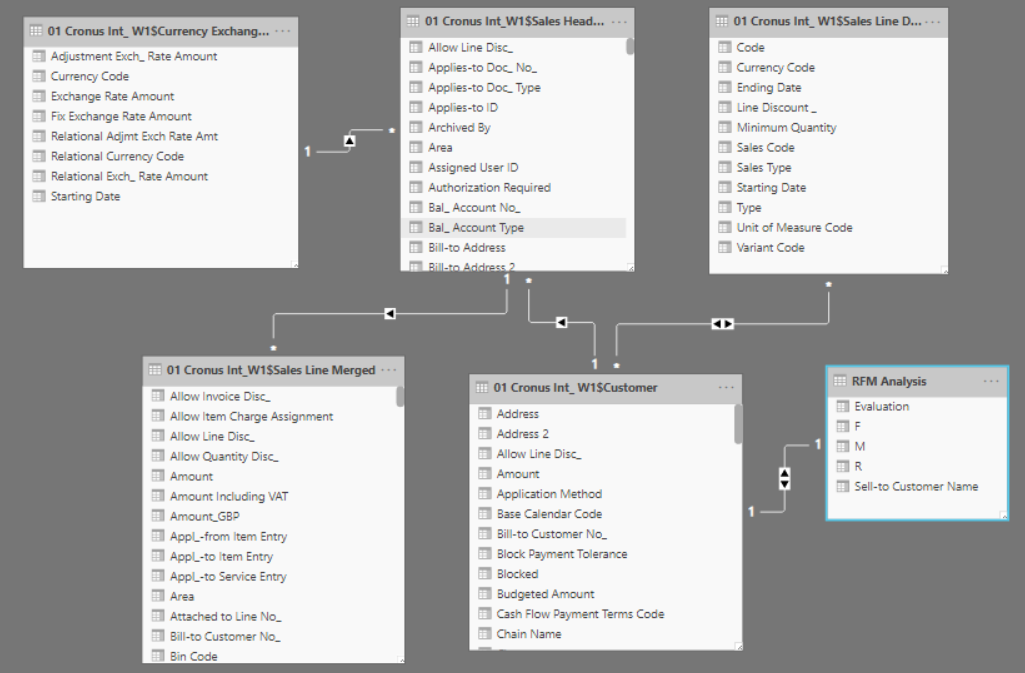 01 Cronus Int_ W1$Currency Exchang... ...
Adjustment Exch_ Rate Amount
Currency Code
Exchange Rate Amount
Fix Exchange Rate Amount
Relational Adjmt Exch Rate Amt
Relational Currency Code
Relational Exch_ Rate Amount
Starting Date
1
*
01 Cronus Int_W1$Sales Head... ...
Allow Line Disc_
Applies-to Doc_ No_
Applies-to Doc_ Type
Applies-to ID
Archived By
Area
Assigned User ID
Authorization Required
Bal_ Account No_
Bal_ Account Type
Bill-to Address
Bill-to Address 2
01 Cronus Int_ W1$Sales Line D... ...
Code
Currency Code
Ending Date
Line Discount _
Minimum Quantity
Sales Code
Sales Type
Starting Date
Type
Unit of Measure Code
Variant Code
1
*
*
*
1
*
01 Cronus Int_W1$Sales Line Merged ...
Allow Invoice Disc_
Allow Item Charge Assignment
Allow Line Disc_
Allow Quantity Disc_
Amount
Amount Including VAT
Amount_GBP
Appl_-from Item Entry
Appl_-to Item Entry
Appl_-to Service Entry
Area
Attached to Line No_
Bill-to Customer No_
Bin Code
01 Cronus Int_ W1$Customer ...
Address
Address 2
Allow Line Disc_
Amount
Application Method
Base Calendar Code
Bill-to Customer No_
Block Payment Tolerance
Blocked
Budgeted Amount
Cash Flow Payment Terms Code
Chain Name
1
1
RFM Analysis ...
Evaluation
F
M
R
Sell-to Customer Name